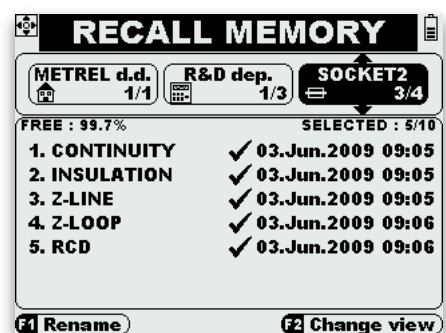 RECALL MEMORY
METREL d.d. 1/1
R&D dep. 1/3
SOCKET2 3/4
FREE : 99.7% SELECTED : 5/10
1. CONTINUITY ✓ 03.Jun.2009 09:05
2. INSULATION ✓ 03.Jun.2009 09:05
3. Z-LINE ✓ 03.Jun.2009 09:05
4. Z-LOOP ✓ 03.Jun.2009 09:06
5. RCD ✓ 03.Jun.2009 09:06
F1 Rename F2 Change view